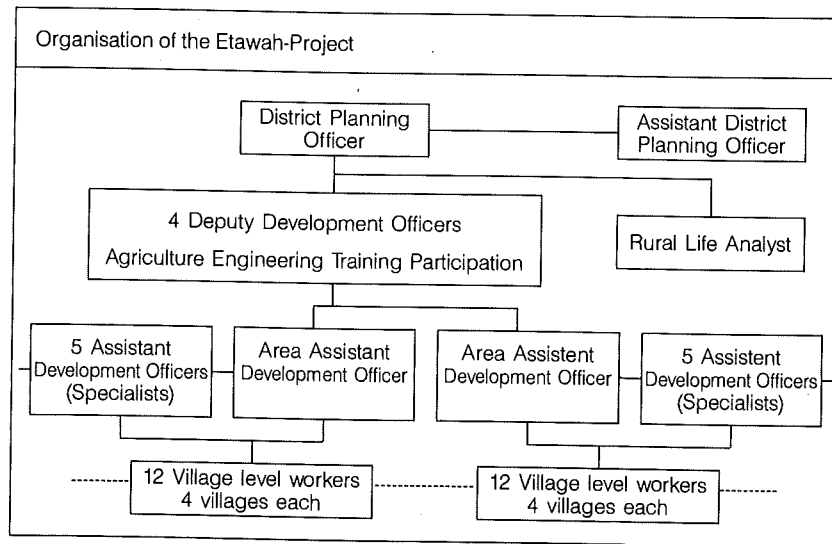 Organisation of the Etawah-Project
District Planning
Officer
Assistant District
Planning Officer
4 Deputy Development Officers
Agriculture Engineering Training Participation
Rural Life Analyst
5 Assistant
Development Officers
(Specialists)
Area Assistant
Development Officer
Area Assistent
Development Officer
5 Assistent
Development Officers
(Specialists)
12 Village level workers
4 villages each
12 Village level workers
4 villages each